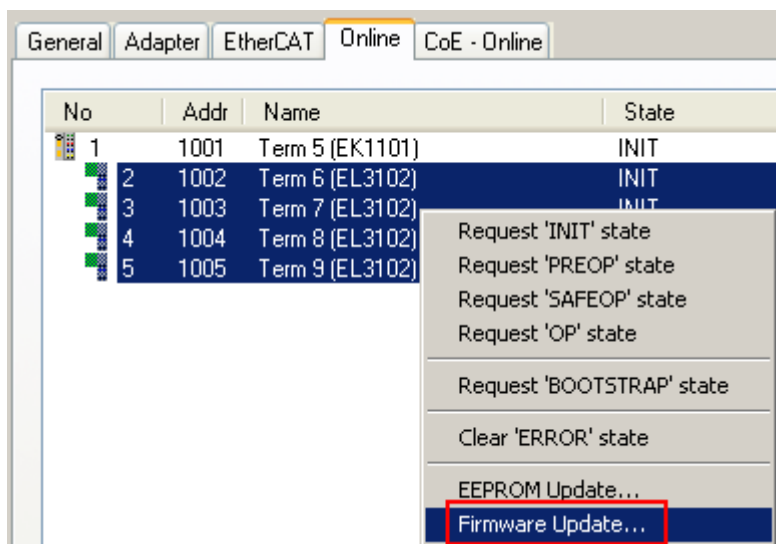 General Adapter EtherCAT Online CoE - Online
No Addr Name State
1 1001 Term 5 (EK1101) INIT
2 1002 Term 6 (EL3102) INIT
3 1003 Term 7 (EL3102) INIT
4 1004 Term 8 (EL3102)
5 1005 Term 9 (EL3102)
Request 'INIT' state
Request 'PREOP' state
Request 'SAFEOP' state
Request 'OP' state
Request 'BOOTSTRAP' state
Clear 'ERROR' state
EEPROM Update...
Firmware Update...